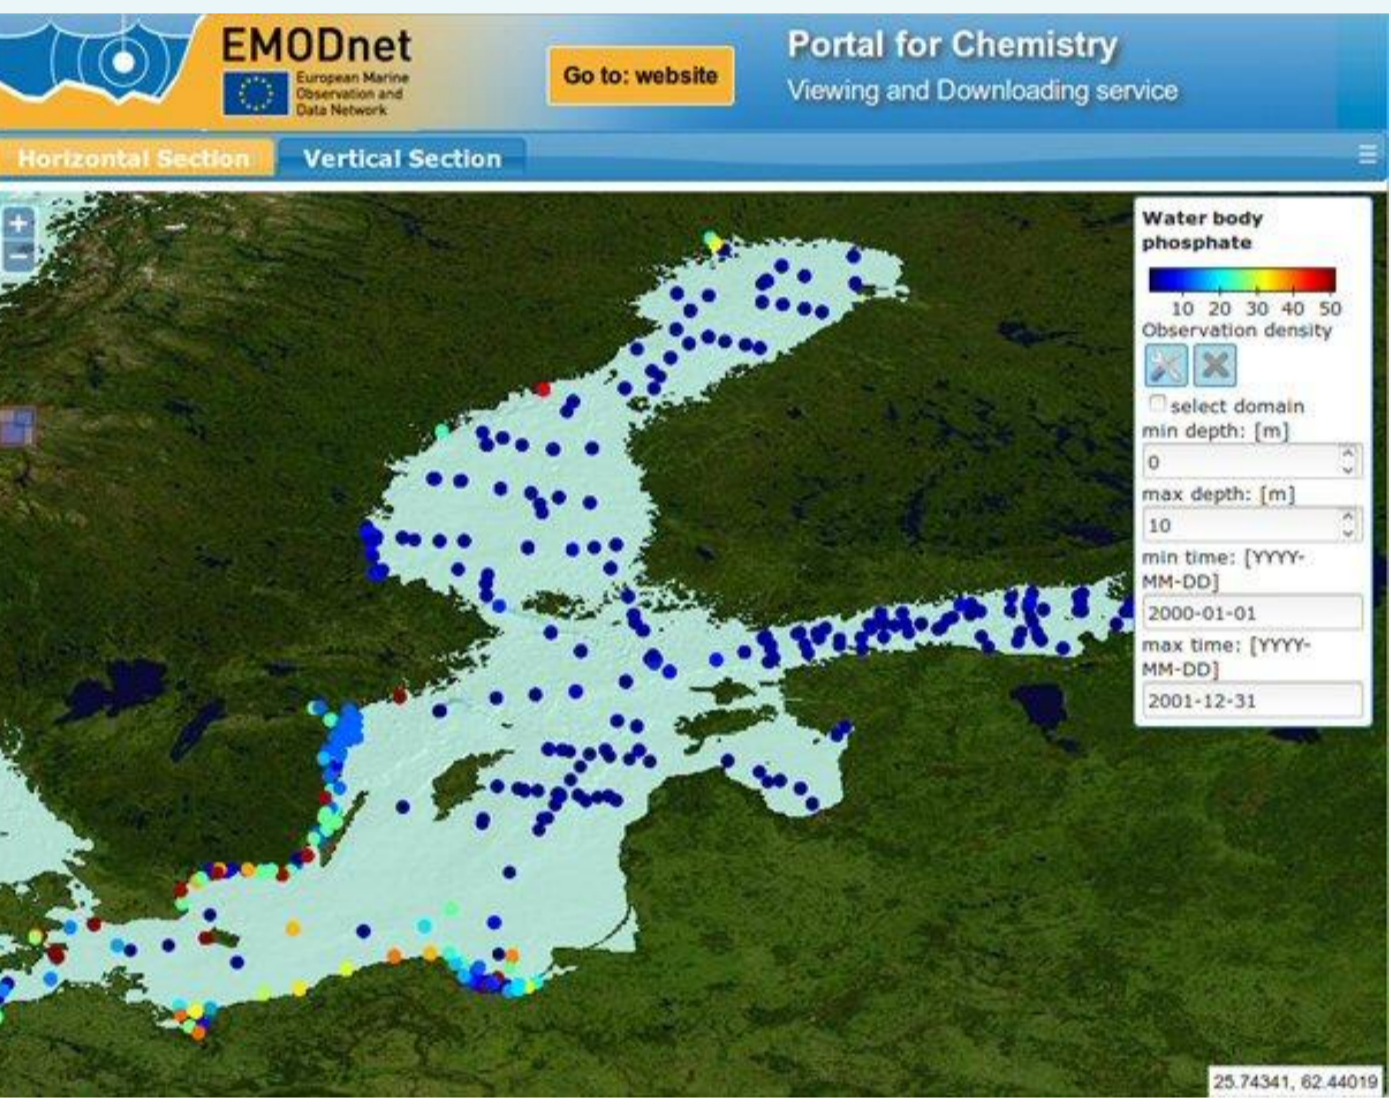 EMODnet
European Marine
Observation and
Data Network
Go to: website
Portal for Chemistry
Viewing and Downloading service
Horizontal Section
Vertical Section
+
−
Water body
phosphate
10 20 30 40 50
Observation density
select domain
min depth: [m]
0
max depth: [m]
10
min time: [YYYY-
MM-DD]
2000-01-01
max time: [YYYY-
MM-DD]
2001-12-31
25.74341, 62.44019